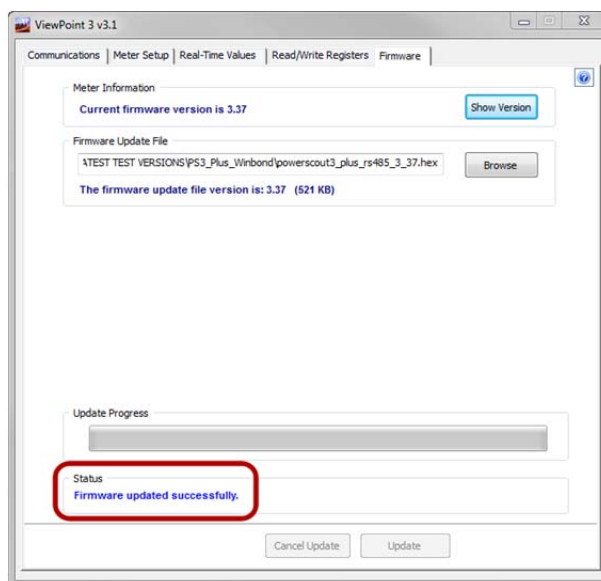 ViewPoint 3 v3.1
Communications Meter Setup Real-Time Values Read/Write Registers Firmware
Meter Information
Current firmware version is 3.37
Show Version
Firmware Update File
ATEST TEST VERSIONS\PS3_Plus_Winbond\powerscout3_plus_rs485_3_37.hex
Browse
The firmware update file version is: 3.37 (521 KB)
Update Progress
Status
Firmware updated successfully.
Cancel Update Update